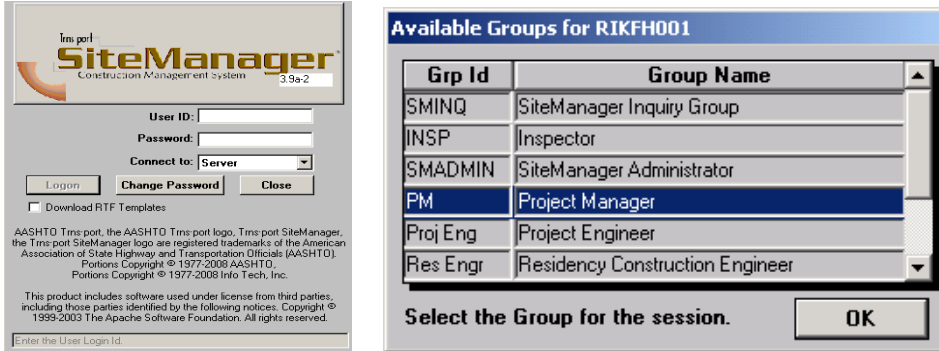 Trns·port
SiteManager
Construction Management System
3.9a-2
User ID:
Password:
Connect to: Server
Logon Change Password Close
Download RTF Templates
AASHTO Trns·port, the AASHTO Trns·port logo, Trns·port SiteManager,
the Trns·port SiteManager logo are registered trademarks of the American
Association of State Highway and Transportation Officials (AASHTO).
Portions Copyright © 1977-2008 AASHTO,
Portions Copyright © 1977-2008 Info Tech, Inc.
This product includes software used under license from third parties,
including those parties identified by the following notices. Copyright ©
1999-2003 The Apache Software Foundation. All rights reserved.
Enter the User Login Id.
Available Groups for RIKFH001
Grp Id Group Name
SMINQ SiteManager Inquiry Group
INSP Inspector
SMADMIN SiteManager Administrator
PM Project Manager
Proj Eng Project Engineer
Res Engr Residency Construction Engineer
Select the Group for the session. OK